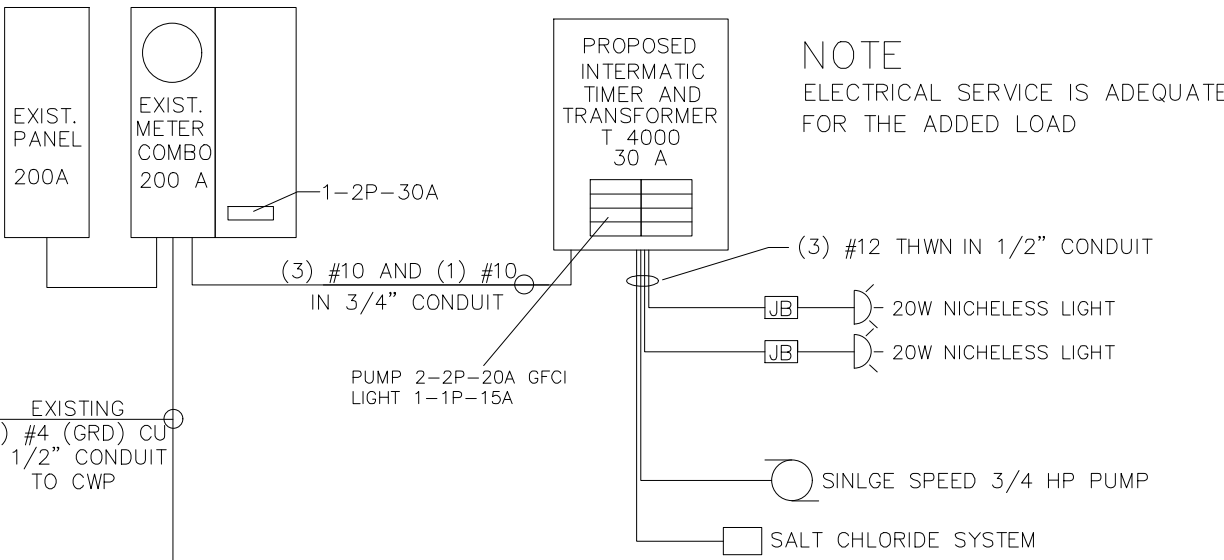 EXIST.
PANEL
200A
EXIST.
METER
COMBO
200 A
1-2P-30A
PROPOSED
INTERMATIC
TIMER AND
TRANSFORMER
T 4000
30 A
NOTE
ELECTRICAL SERVICE IS ADEQUATE
FOR THE ADDED LOAD
(3) #12 THWN IN 1/2" CONDUIT
(3) #10 AND (1) #10
IN 3/4" CONDUIT
JB
20W NICHELESS LIGHT
JB
20W NICHELESS LIGHT
PUMP 2-2P-20A GFCI
LIGHT 1-1P-15A
EXISTING
) #4 (GRD) CU
1/2" CONDUIT
TO CWP
SINLGE SPEED 3/4 HP PUMP
SALT CHLORIDE SYSTEM